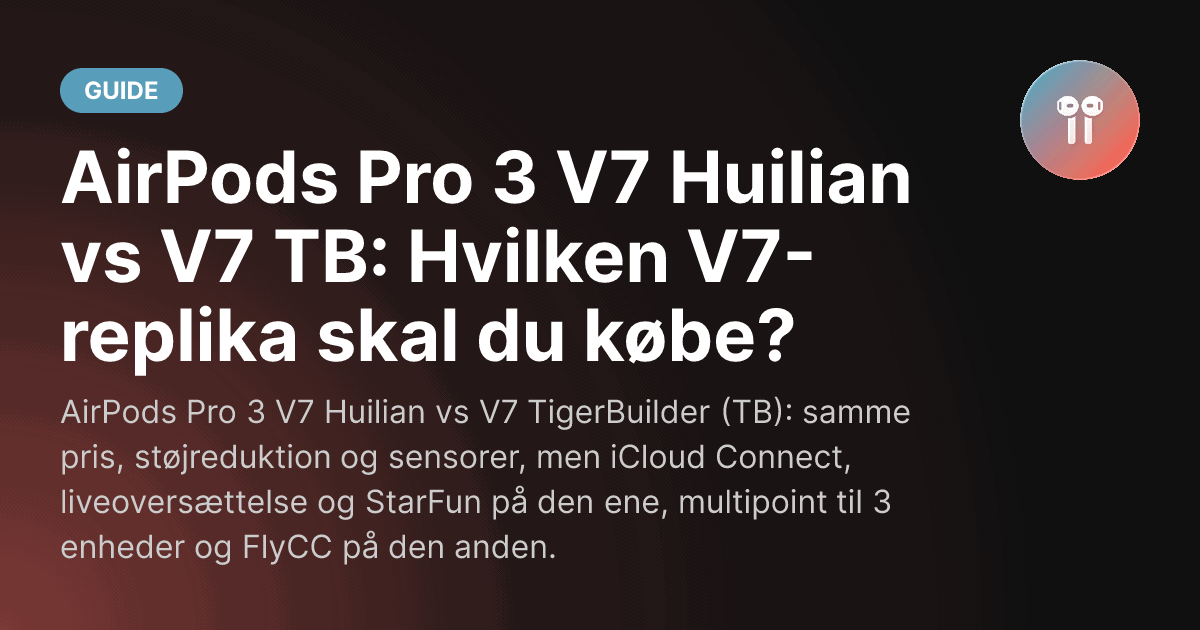 GUIDE
AirPods Pro 3 V7 Huilian
vs V7 TB: Hvilken V7-
replika skal du købe?
AirPods Pro 3 V7 Huilian vs V7 TigerBuilder (TB): samme
pris, støjreduktion og sensorer, men iCloud Connect,
liveoversættelse og StarFun på den ene, multipoint til 3
enheder og FlyCC på den anden.